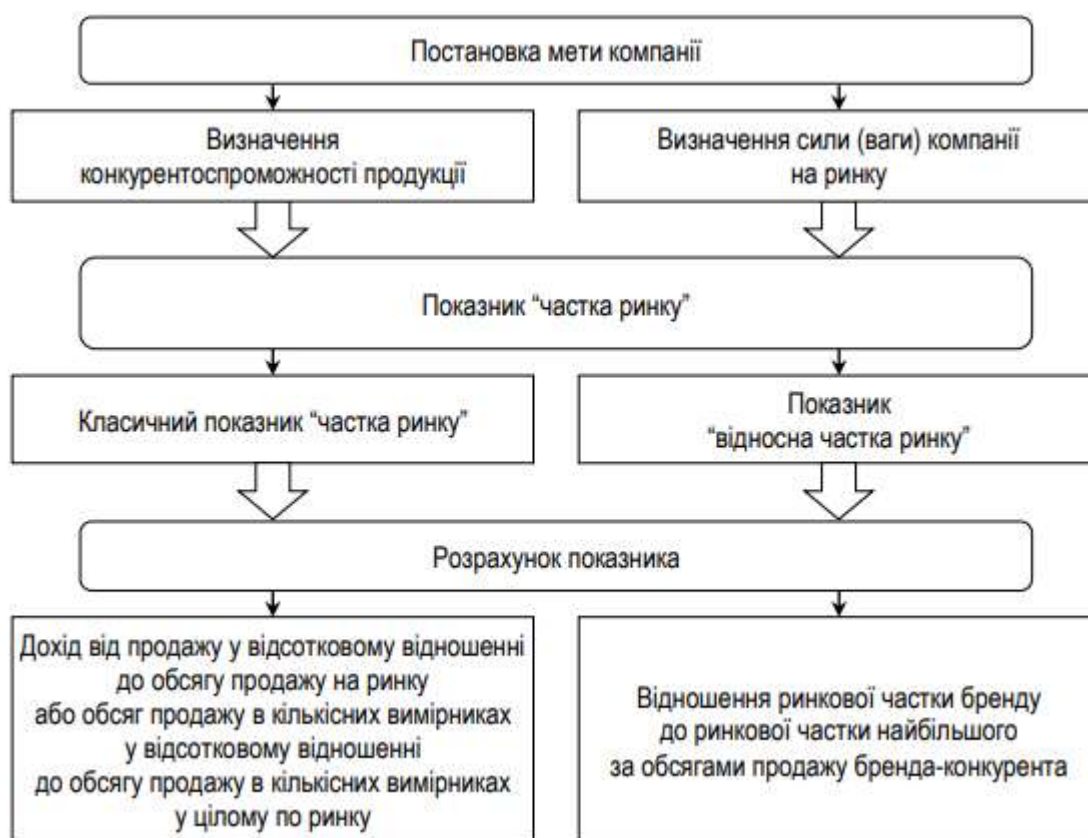 Постановка мети компанії
Визначення
конкурентоспроможності продукції
Визначення сили (ваги) компанії
на ринку
Показник “частка ринку”
Класичний показник “частка ринку”
Показник
“відносна частка ринку”
Розрахунок показника
Дохід від продажу у відсотковому відношенні
до обсягу продажу на ринку
або обсяг продажу в кількісних вимірниках
у відсотковому відношенні
до обсягу продажу в кількісних вимірниках
у цілому по ринку
Відношення ринкової частки бренду
до ринкової частки найбільшого
за обсягами продажу бренда-конкурента